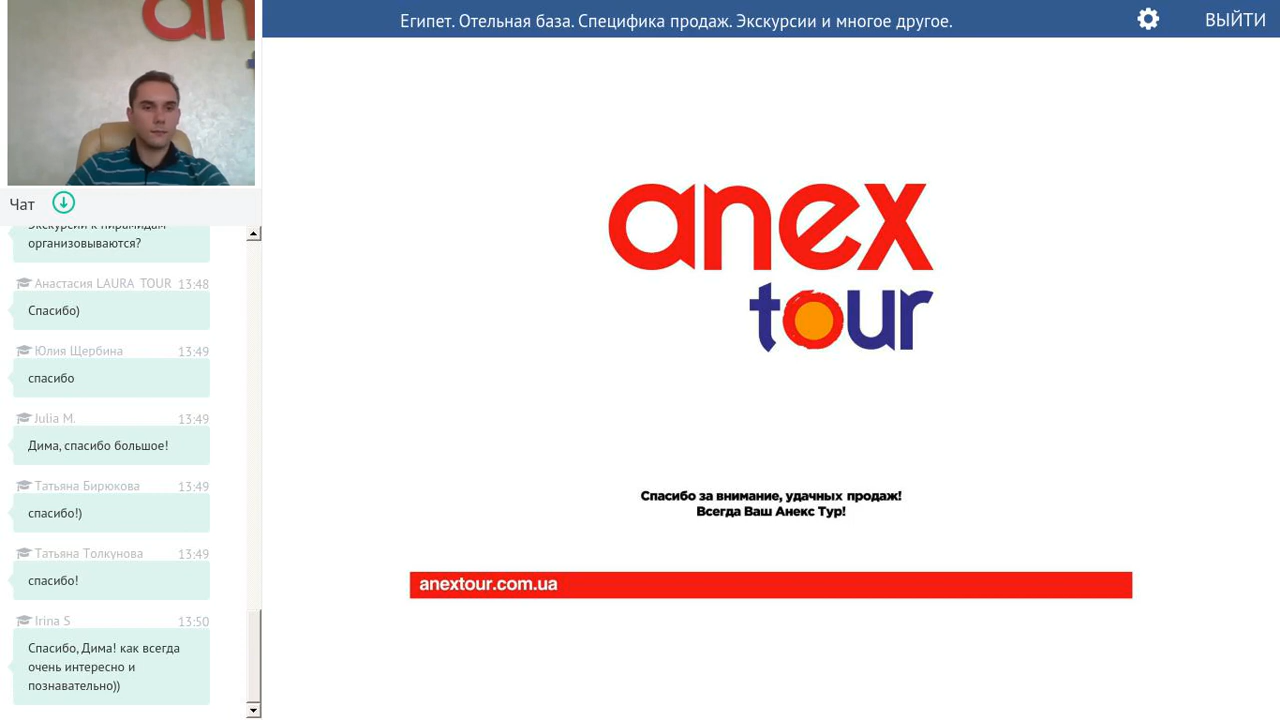 Египет. Отельная база. Специфика продаж. Экскурсии и многое другое.
ВЫЙТИ
an
Чат
Экскурсии к пирамидам
организовываются?
Анастасия LAURA TOUR 13:48
Спасибо)
Юлия Щербина 13:49
спасибо
Julia M. 13:49
Дима, спасибо большое!
Татьяна Бирюкова 13:49
спасибо!)
Татьяна Толкунова 13:49
спасибо!
Irina S 13:50
Спасибо, Дима! как всегда
очень интересно и
познавательно))
anex
tour
Спасибо за внимание, удачных продаж!
Всегда Ваш Анекс Тур!
anextour.com.ua